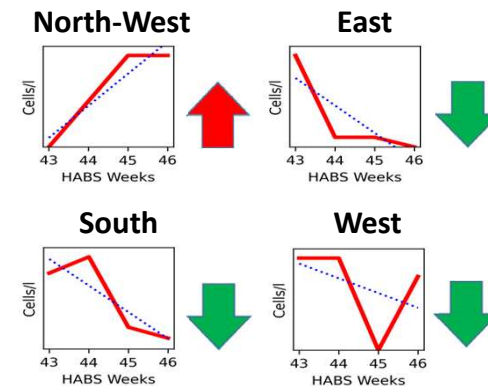 North-West
Cells/l
43 44 45 46
HABS Weeks
East
Cells/l
43 44 45 46
HABS Weeks
South
Cells/l
43 44 45 46
HABS Weeks
West
Cells/l
43 44 45 46
HABS Weeks